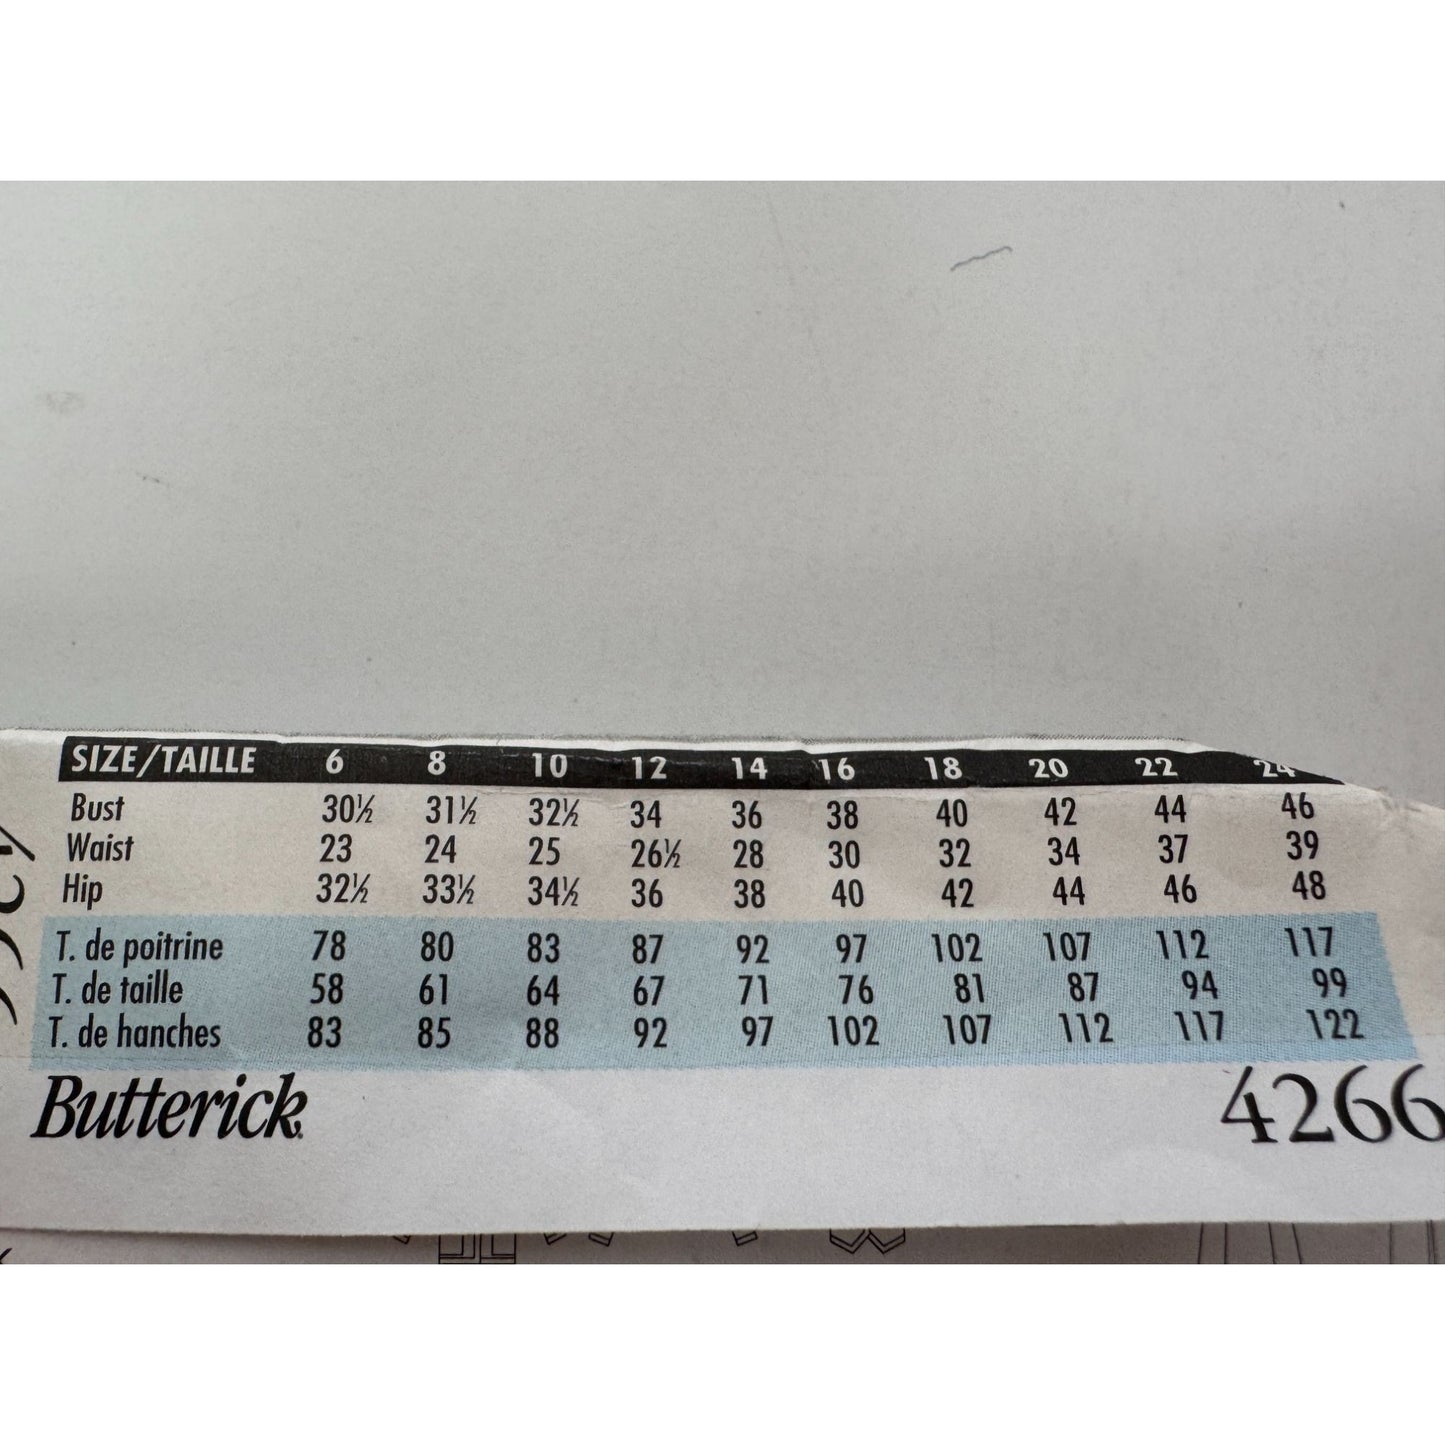 SIZE/TAILLE 6 8 10 12 14 16 18 20 22 24
Bust 30½ 31½ 32½ 34 36 38 40 42 44 46
Waist 23 24 25 26½ 28 30 32 34 37 39
Hip 32½ 33½ 34½ 36 38 40 42 44 46 48
T. de poitrine 78 80 83 87 92 97 102 107 112 117
T. de taille 58 61 64 67 71 76 81 87 94 99
T. de hanches 83 85 88 92 97 102 107 112 117 122
Butterick 4266